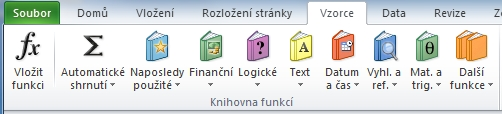 Soubor Domů Vložení Rozložení stránky Vzorce Data Revize
fx Σ ? A θ
Vložit funkci Automatické shrnutí Naposledy použité Finanční Logické Text Datum a čas Vyhl. a ref. Mat. a trig. Další funkce
Knihovna funkcí